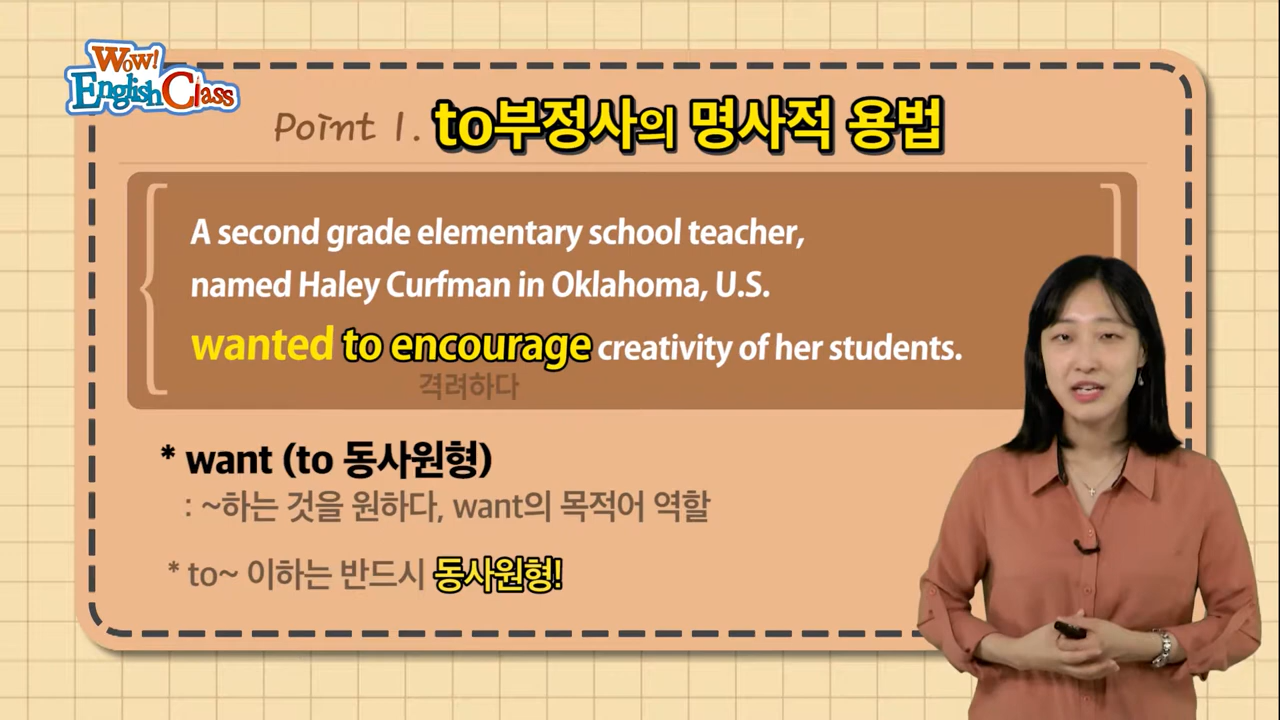 Wow!
English Class
Point 1. to부정사의 명사적 용법
A second grade elementary school teacher,
named Haley Curfman in Oklahoma, U.S.
wanted to encourage creativity of her students.
격려하다
* want (to 동사원형)
: ~하는 것을 원하다, want의 목적어 역할
* to~ 이하는 반드시 동사원형!